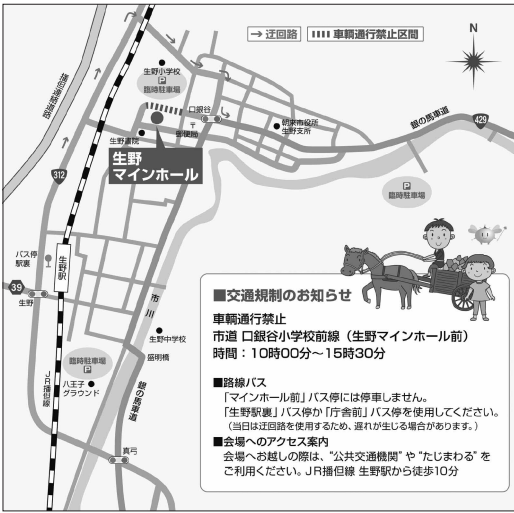 →迂回路
車輌通行禁止区間
N
播但連絡道路
生野小学校
P
臨時駐車場
口銀谷
〒
郵便局
朝来市役所
生野支所
銀の馬車道
429
生野書院
生野
マインホール
312
P
臨時駐車場
バス停
駅裏
生野駅
39
生野
市川
生野中学校
盛明橋
臨時駐車場
P
八王子
グラウンド
JR播但線
銀の馬車道
真弓
■交通規制のお知らせ
車輌通行禁止
市道 口銀谷小学校前線（生野マインホール前）
時間：10時00分～15時30分
■路線バス
「マインホール前」バス停には停車しません。
「生野駅裏」バス停か「庁舎前」バス停を使用してください。
（当日は迂回路を使用するため、遅れが生じる場合があります。）
■会場へのアクセス案内
会場へお越しの際は、“公共交通機関”や“たじまわる”を
ご利用ください。JR播但線 生野駅から徒歩10分